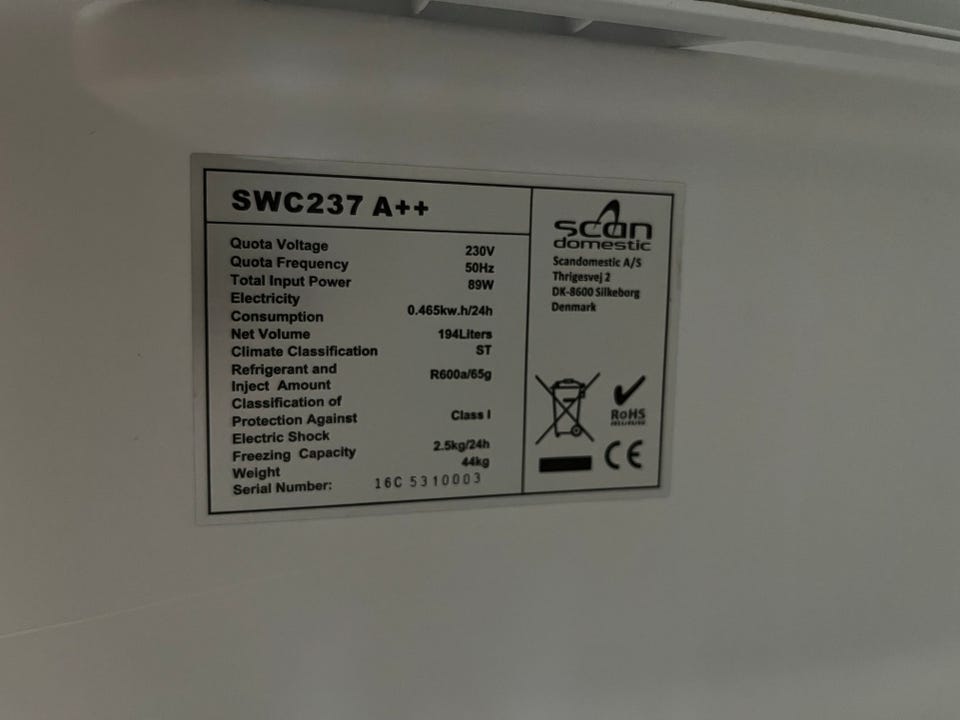 SWC237 A++
Quota Voltage 230V
Quota Frequency 50Hz
Total Input Power 89W
Electricity
Consumption 0.465kw.h/24h
Net Volume 194Liters
Climate Classification ST
Refrigerant and
Inject Amount R600a/65g
Classification of
Protection Against Class I
Electric Shock
Freezing Capacity 2.5kg/24h
Weight 44kg
Serial Number: 16C 5310003
scan
domestic
Scandomestic A/S
Thrigesvej 2
DK-8600 Silkeborg
Denmark
RoHS
CE